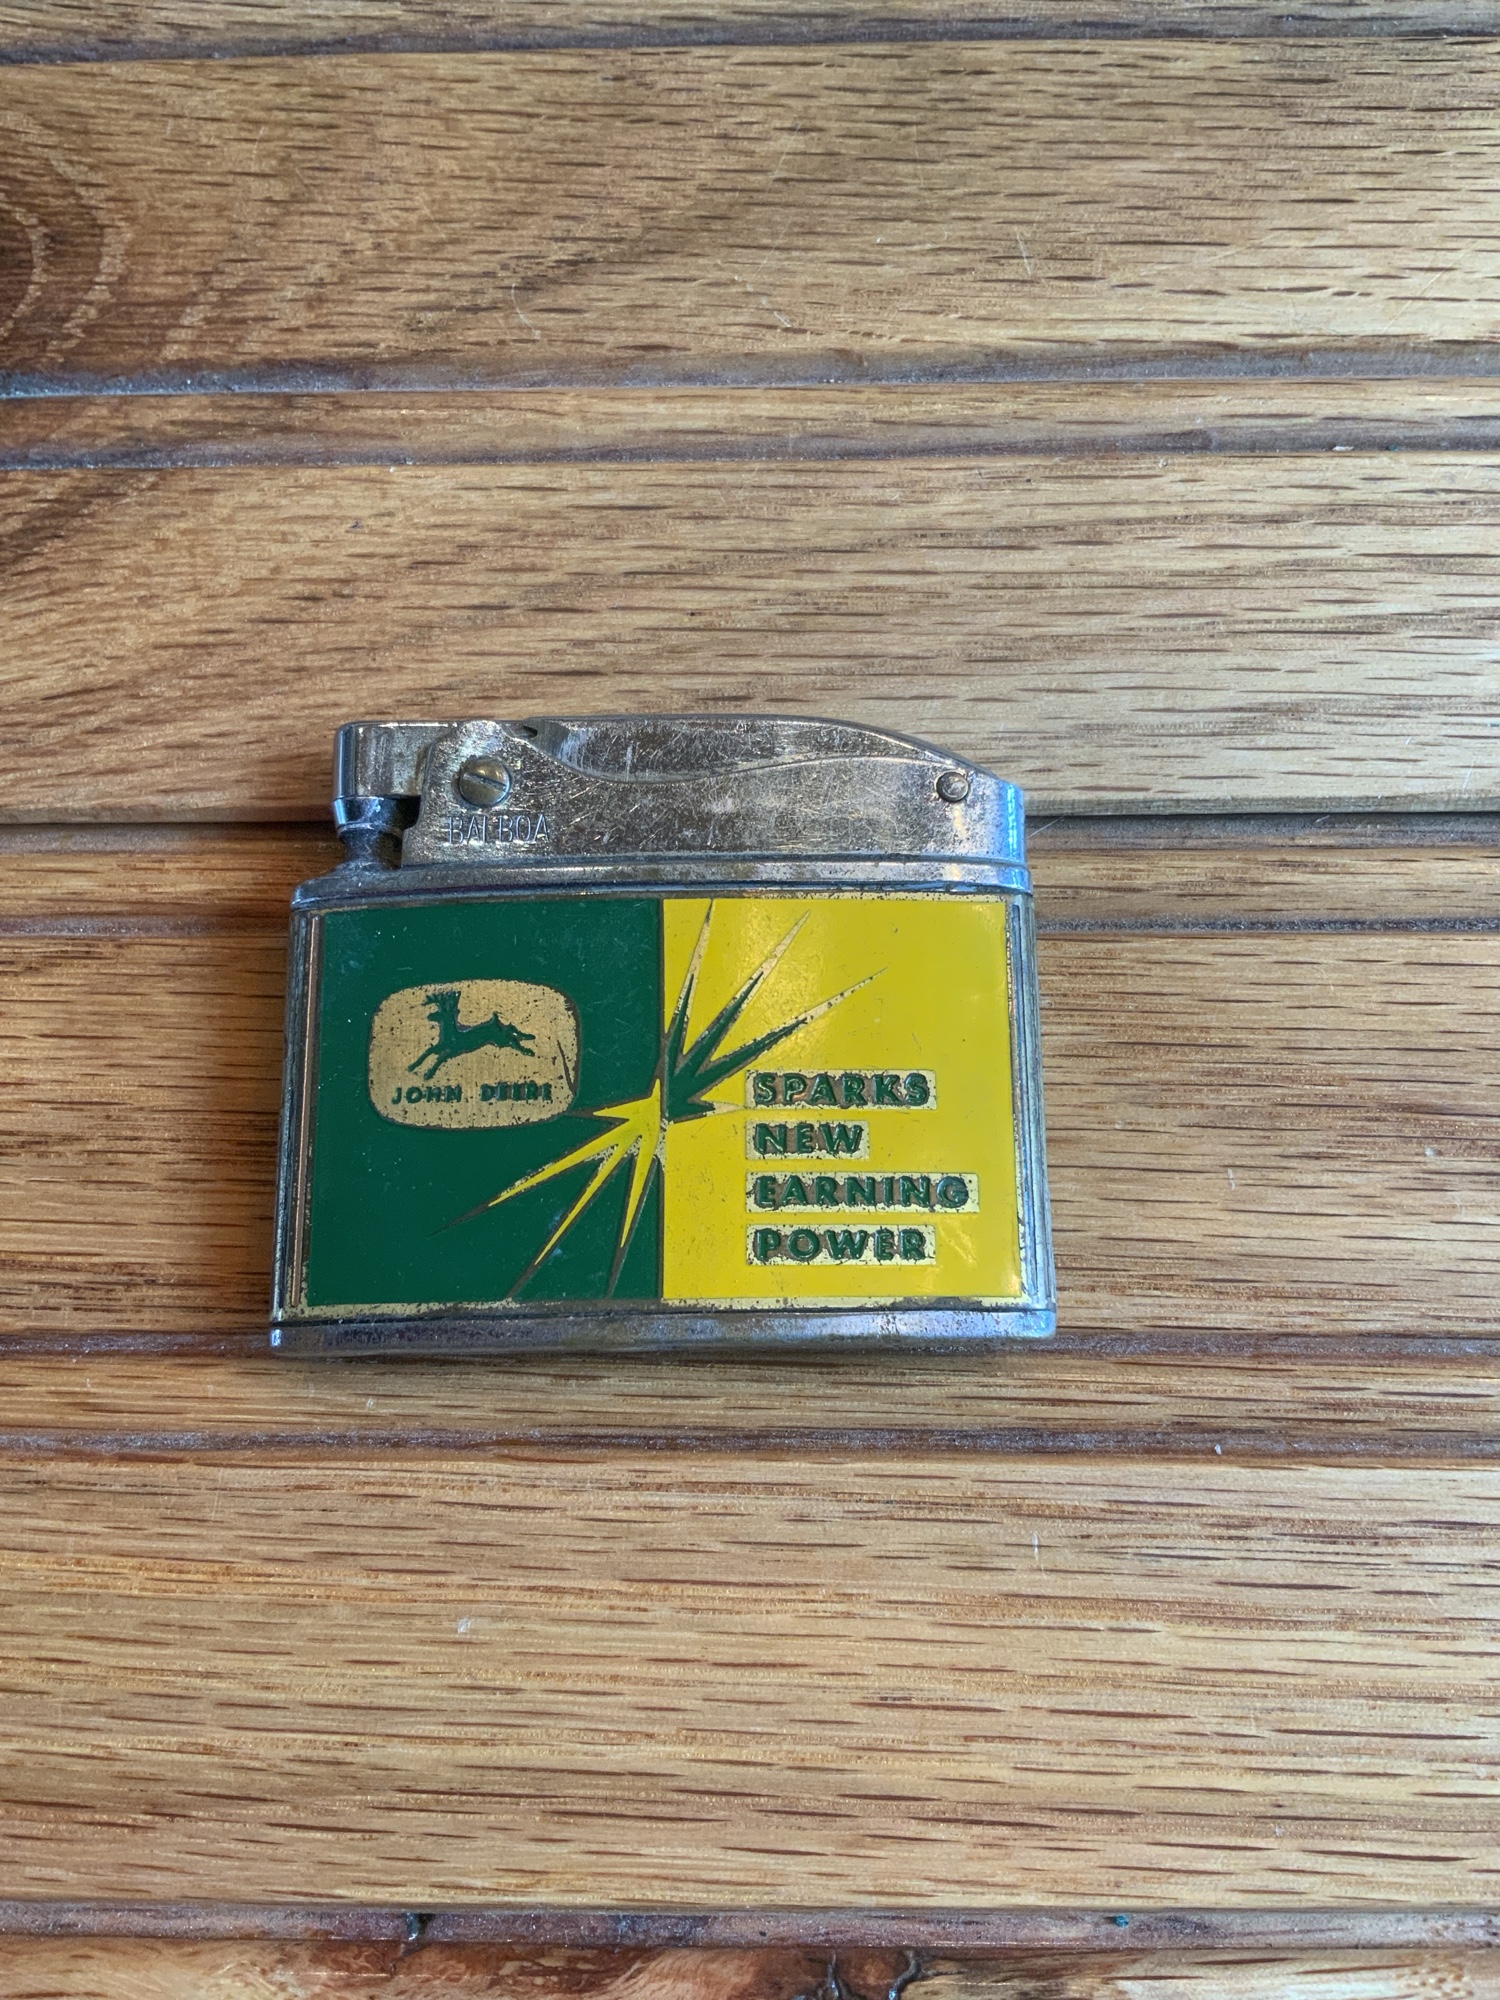 BALBOA
JOHN DEERE
SPARKS
NEW
EARNING
POWER